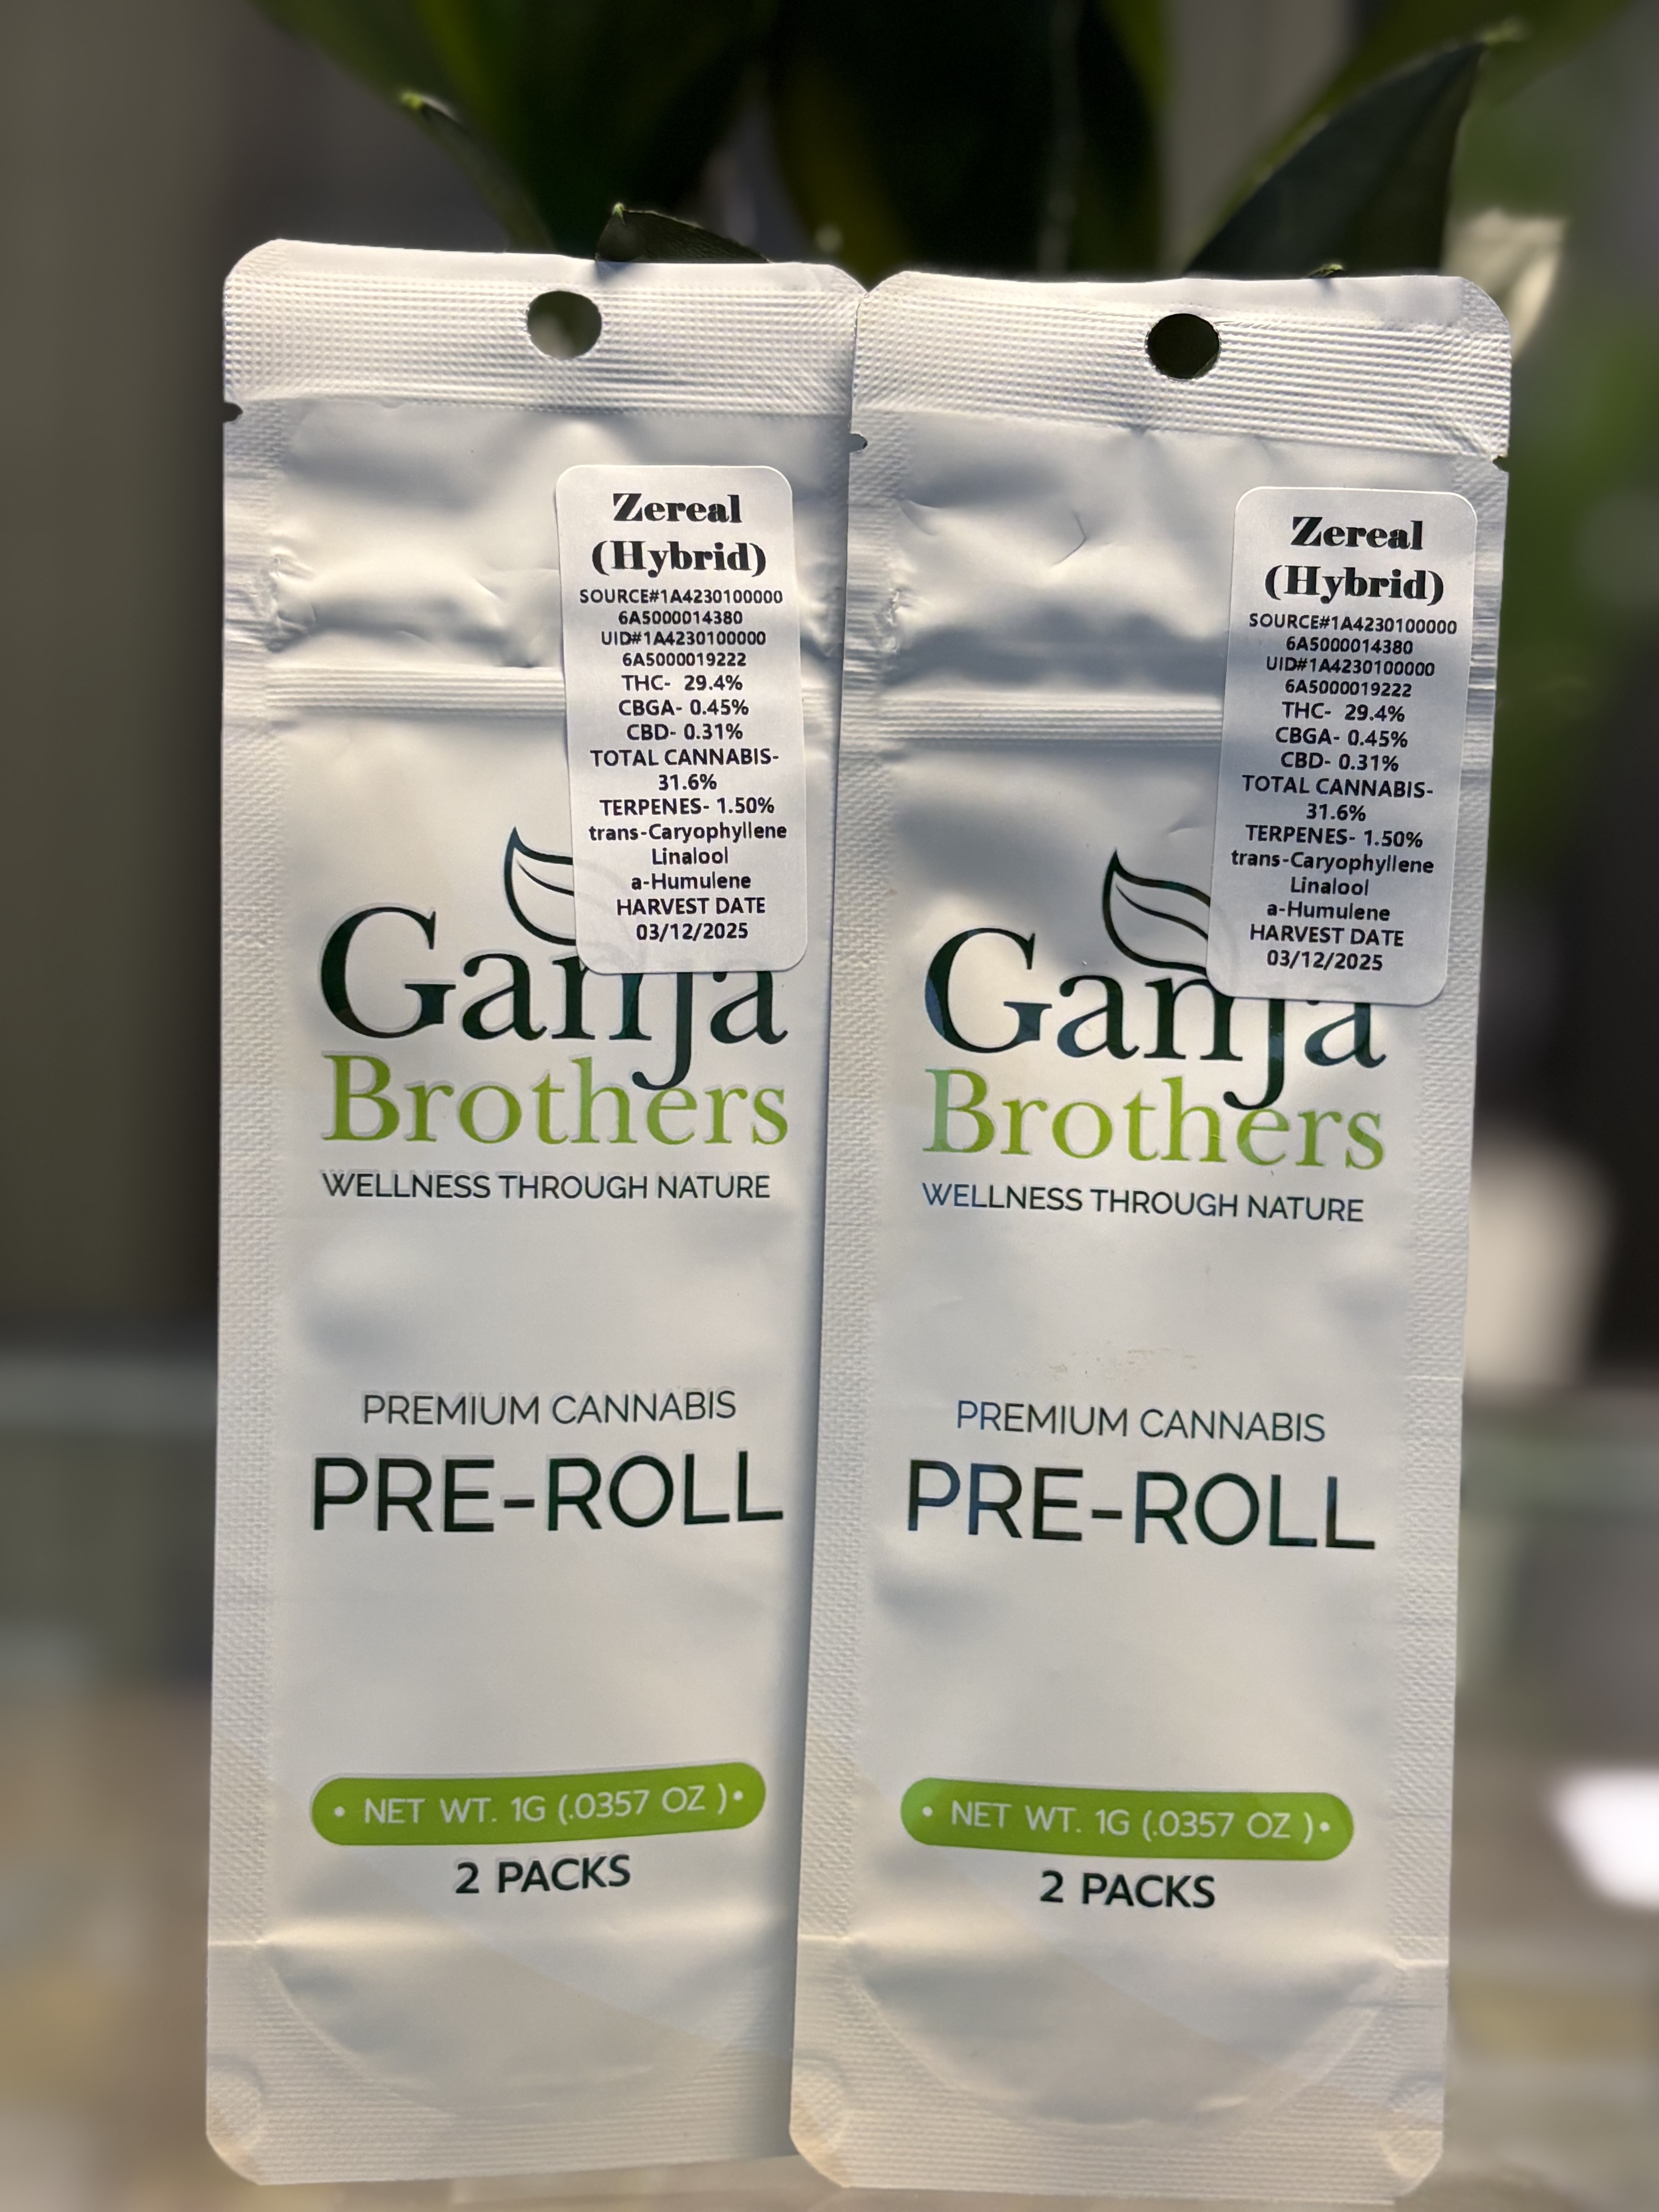 Zereal
(Hybrid)
SOURCE#1A4230100000
6A5000014380
UID#1A4230100000
6A5000019222
THC- 29.4%
CBGA- 0.45%
CBD- 0.31%
TOTAL CANNABIS-
31.6%
TERPENES- 1.50%
trans-Caryophyllene
Linalool
a-Humulene
HARVEST DATE
03/12/2025
Ganja
Brothers
WELLNESS THROUGH NATURE
PREMIUM CANNABIS
PRE-ROLL
• NET WT. 1G (.0357 OZ )•
2 PACKS
Zereal
(Hybrid)
SOURCE#1A4230100000
6A5000014380
UID#1A4230100000
6A5000019222
THC- 29.4%
CBGA- 0.45%
CBD- 0.31%
TOTAL CANNABIS-
31.6%
TERPENES- 1.50%
trans-Caryophyllene
Linalool
a-Humulene
HARVEST DATE
03/12/2025
Ganja
Brothers
WELLNESS THROUGH NATURE
PREMIUM CANNABIS
PRE-ROLL
• NET WT. 1G (.0357 OZ )•
2 PACKS